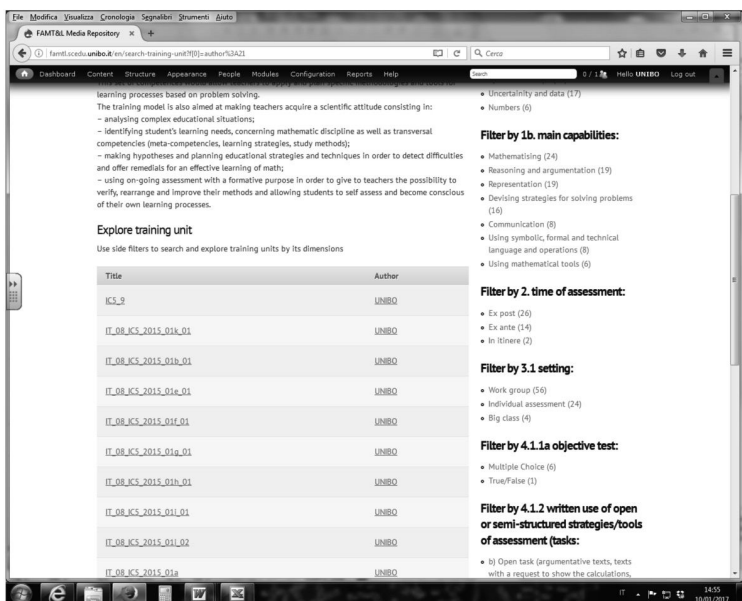 File Modifica Visualizza Cronologia Segnalibri Strumenti Aiuto
FAMT&L Media Repository
famtl.scedu.unibo.it/en/search-training-unit?f[0]=author%3A21
Cerca
Dashboard Content Structure Appearance People Modules Configuration Reports Help
Search
Hello UNIBO Log out
learning processes based on problem solving.
The training model is also aimed at making teachers acquire a scientific attitude consisting in:
– analysing complex educational situations;
– identifying student's learning needs, concerning mathematic discipline as well as transversal
competencies (meta-competencies, learning strategies, study methods);
– making hypotheses and planning educational strategies and techniques in order to detect difficulties
and offer remedials for an effective learning of math;
– using on-going assessment with a formative purpose in order to give to teachers the possibility to
verify, rearrange and improve their methods and allowing students to self assess and become conscious
of their own learning processes.
Explore training unit
Use side filters to search and explore training units by its dimensions
Title Author
IC5_9 UNIBO
IT_08_IC5_2015_01k_01 UNIBO
IT_08_IC5_2015_01b_01 UNIBO
IT_08_IC5_2015_01e_01 UNIBO
IT_08_IC5_2015_01f_01 UNIBO
IT_08_IC5_2015_01g_01 UNIBO
IT_08_IC5_2015_01h_01 UNIBO
IT_08_IC5_2015_01l_01 UNIBO
UNIBO
IT_08_IC5_2015_01a UNIBO
Uncertainty and data (17)
Numbers (6)
Filter by 1b. main capabilities:
Mathematising (24)
Reasoning and argumentation (19)
Representation (19)
Devising strategies for solving problems
(16)
Communication (8)
Using symbolic, formal and technical
language and operations (8)
Using mathematical tools (6)
Filter by 2. time of assessment:
Ex post (26)
Ex ante (14)
In itinere (2)
Filter by 3.1 setting:
Work group (56)
Individual assessment (24)
Big class (4)
Filter by 4.1.1a objective test:
Multiple Choice (6)
True/False (1)
Filter by 4.1.2 written use of open
or semi-structured strategies/tools
of assessment (tasks:
b) Open task (argumentative texts, texts
with a request to show the calculations,
IT
14:55
10/01/2017